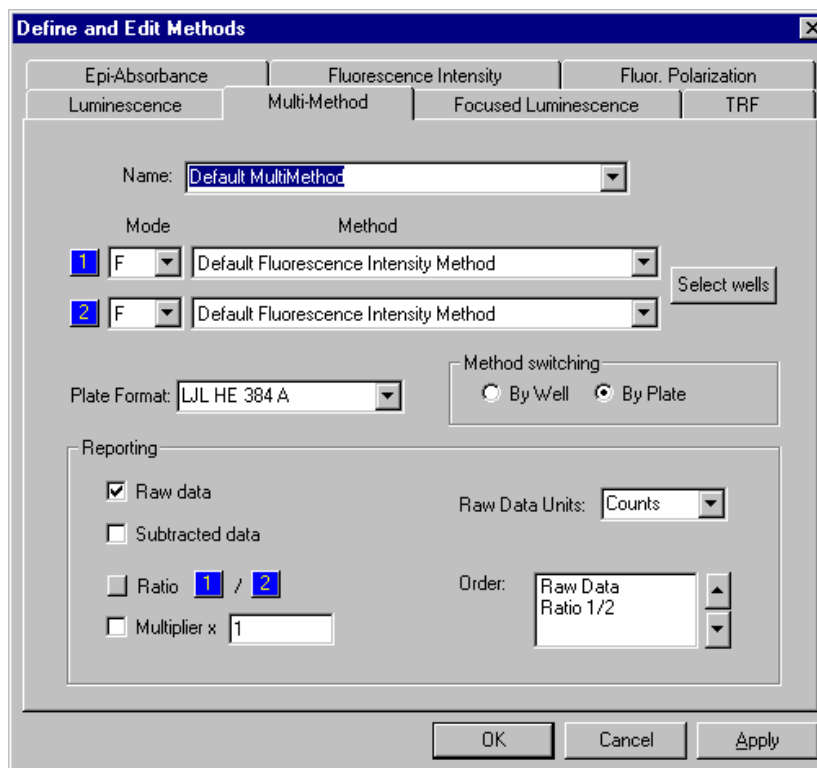 Define and Edit Methods
Epi-Absorbance Fluorescence Intensity Fluor. Polarization
Luminescence Multi-Method Focused Luminescence TRF
Name: Default MultiMethod
Mode Method
1 F Default Fluorescence Intensity Method
Select wells
2 F Default Fluorescence Intensity Method
Method switching
Plate Format: LJL HE 384 A By Well By Plate
Reporting
Raw data
Raw Data Units: Counts
Subtracted data
Ratio 1 / 2
Order: Raw Data
Ratio 1/2
Multiplier x 1
OK Cancel Apply